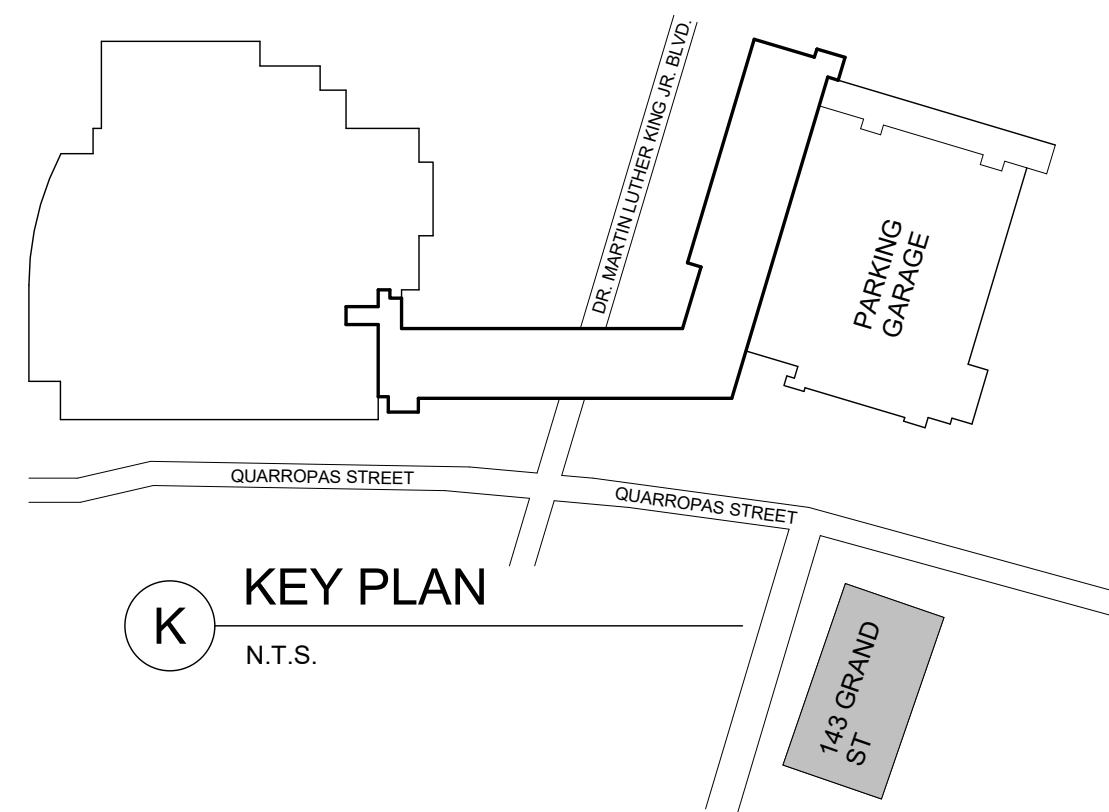 DR. MARTIN LUTHER KING JR. BLVD.
PARKING
GARAGE
QUARROPAS STREET
QUARROPAS STREET
KEY PLAN
K
N.T.S.
143 GRAND
ST